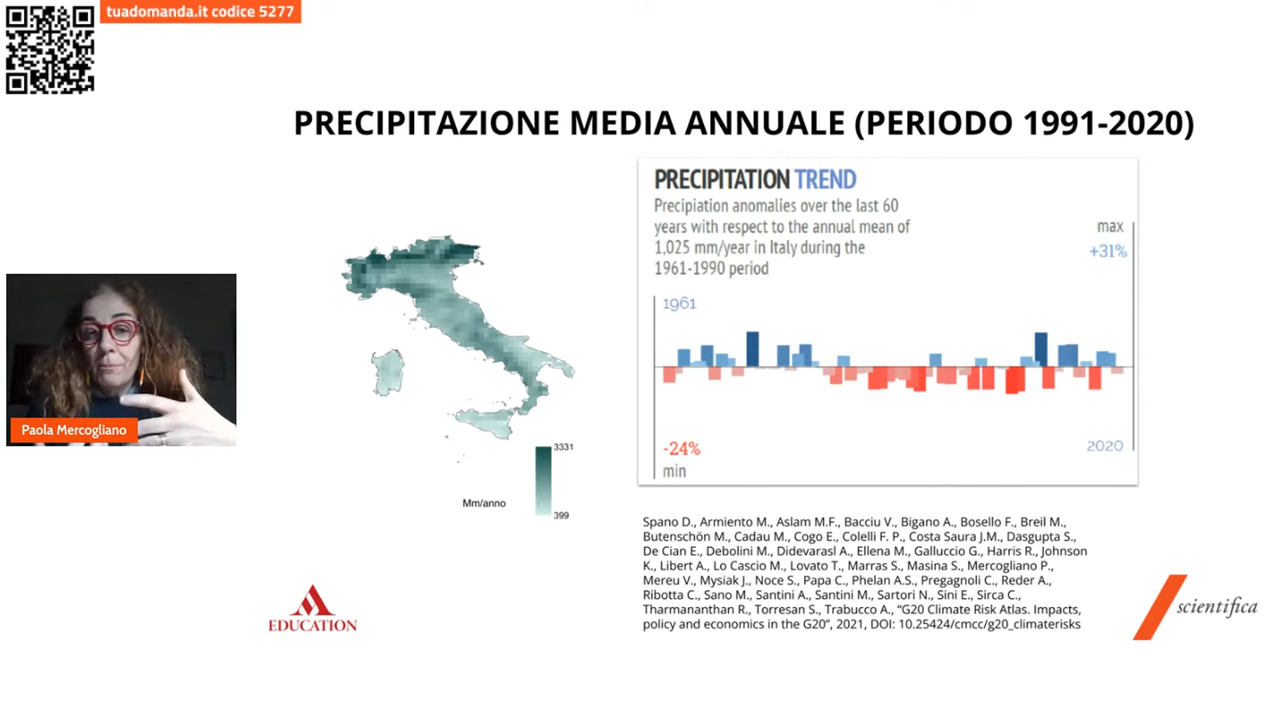 tuadomanda.it codice 5277
PRECIPITAZIONE MEDIA ANNUALE (PERIODO 1991-2020)
PRECIPITATION TREND
Precipiation anomalies over the last 60
years with respect to the annual mean of
1,025 mm/year in Italy during the
1961-1990 period
max
+31%
1961
-24%
min
2020
3331
Mm/anno
399
Paola Mercogliano
Spano D., Armiento M., Aslam M.F., Bacciu V., Bigano A., Bosello F., Breil M.,
Butenschön M., Cadau M., Cogo E., Colelli F. P., Costa Saura J.M., Dasgupta S.,
De Cian E., Debolini M., Didevarasl A., Ellena M., Galluccio G., Harris R., Johnson
K., Libert A., Lo Cascio M., Lovato T., Marras S., Masina S., Mercogliano P.,
Mereu V., Mysiak J., Noce S., Papa C., Phelan A.S., Pregagnoli C., Reder A.,
Ribotta C., Sano M., Santini A., Santini M., Sartori N., Sini E., Sirca C.,
Tharmananthan R., Torresan S., Trabucco A., “G20 Climate Risk Atlas. Impacts,
policy and economics in the G20”, 2021, DOI: 10.25424/cmcc/g20_climaterisks
EDUCATION
scientifica